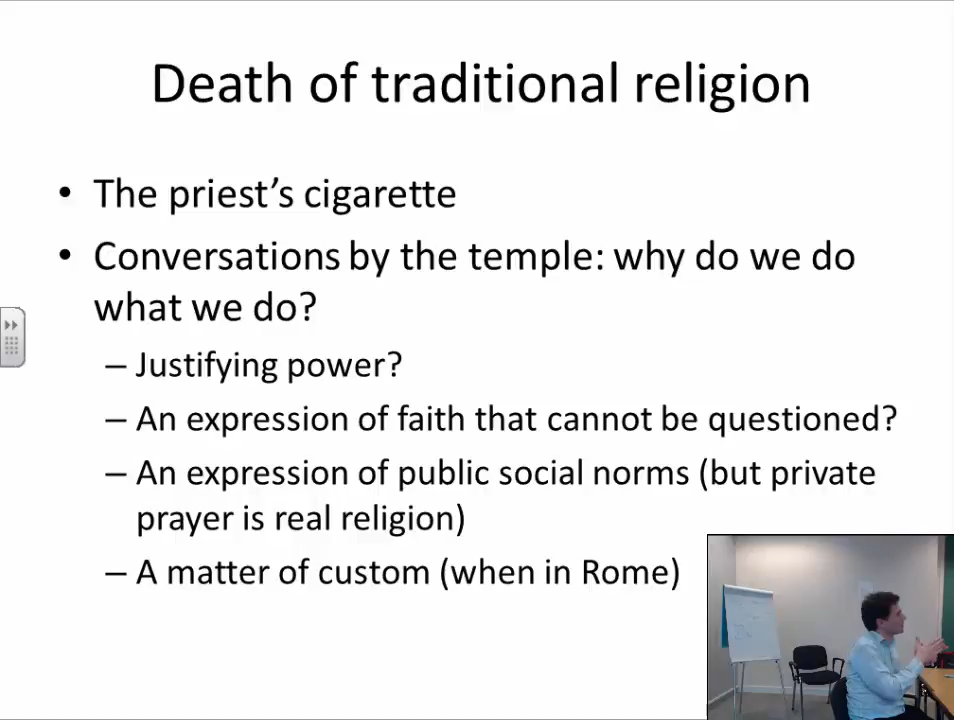 Death of traditional religion
• The priest’s cigarette
• Conversations by the temple: why do we do
what we do?
– Justifying power?
– An expression of faith that cannot be questioned?
– An expression of public social norms (but private
prayer is real religion)
– A matter of custom (when in Rome)